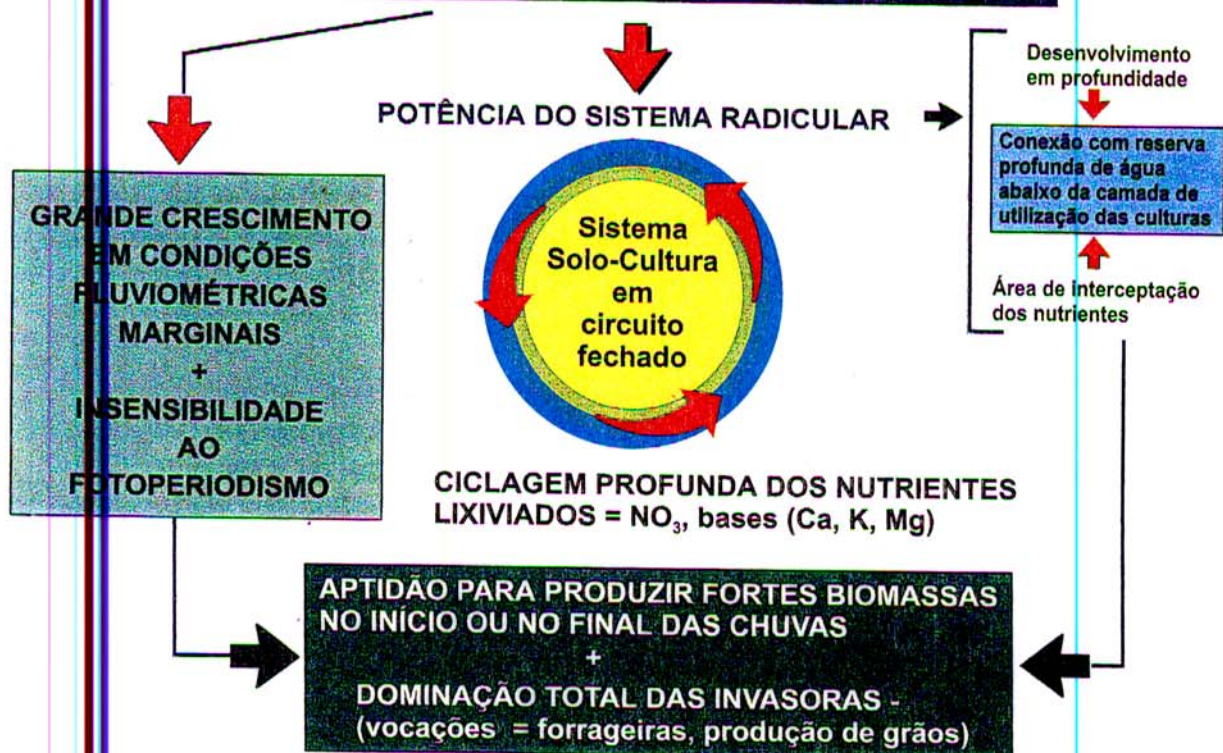 POTÊNCIA DO SISTEMA RADICULAR
Desenvolvimento
em profundidade
Conexão com reserva
profunda de água
abaixo da camada de
utilização das culturas
Área de interceptação
dos nutrientes
GRANDE CRESCIMENTO
EM CONDIÇÕES
PLUVIOMÉTRICAS
MARGINAIS
+
INSENSIBILIDADE
AO
FOTOPERIODISMO
Sistema
Solo-Cultura
em
circuito
fechado
CICLAGEM PROFUNDA DOS NUTRIENTES
LIXIVIADOS = NO₃, bases (Ca, K, Mg)
APTIDÃO PARA PRODUZIR FORTES BIOMASSAS
NO INÍCIO OU NO FINAL DAS CHUVAS
+
DOMINAÇÃO TOTAL DAS INVASORAS -
(vocações = forrageiras, produção de grãos)